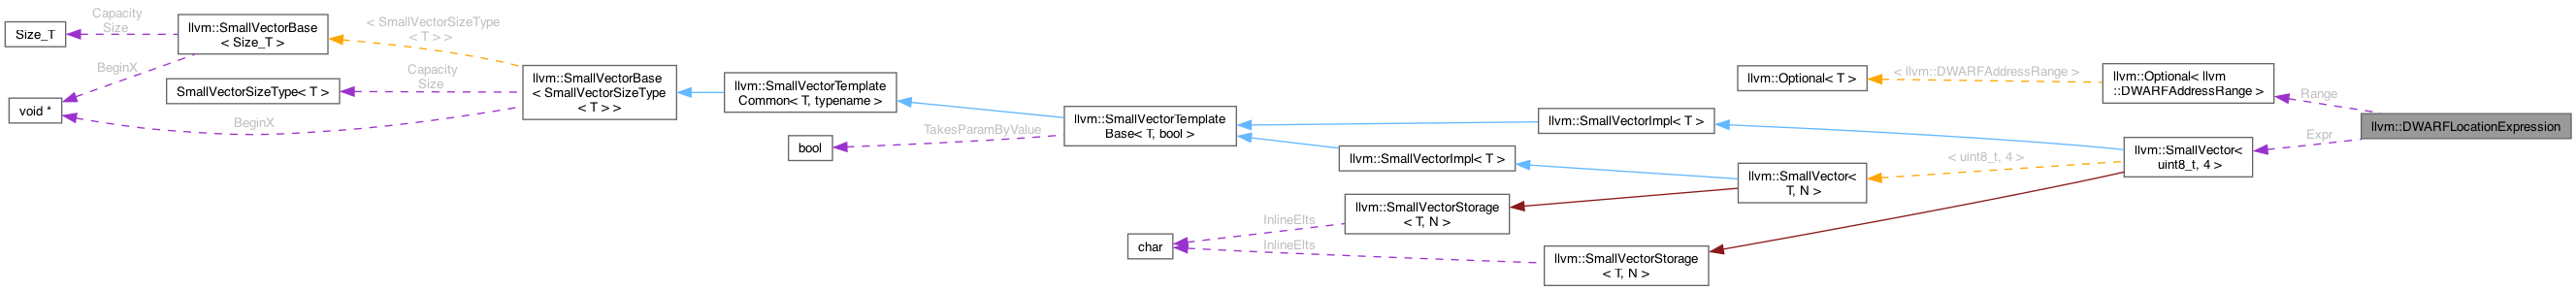 Size_T
Capacity
Size
llvm::SmallVectorBase
< Size_T >
< SmallVectorSizeType
< T > >
BeginX
void *
SmallVectorSizeType< T >
Capacity
Size
BeginX
llvm::SmallVectorBase
< SmallVectorSizeType
< T > >
llvm::SmallVectorTemplate
Common< T, typename >
bool
TakesParamByValue
llvm::SmallVectorTemplate
Base< T, bool >
llvm::SmallVectorImpl< T >
llvm::SmallVectorImpl< T >
llvm::SmallVectorStorage
< T, N >
char
InlineElts
InlineElts
llvm::SmallVectorStorage
< T, N >
llvm::Optional< T >
< llvm::DWARFAddressRange >
llvm::Optional< llvm
::DWARFAddressRange >
llvm::SmallVector<
T, N >
< uint8_t, 4 >
llvm::SmallVector<
uint8_t, 4 >
Range
Expr
llvm::DWARFLocationExpression